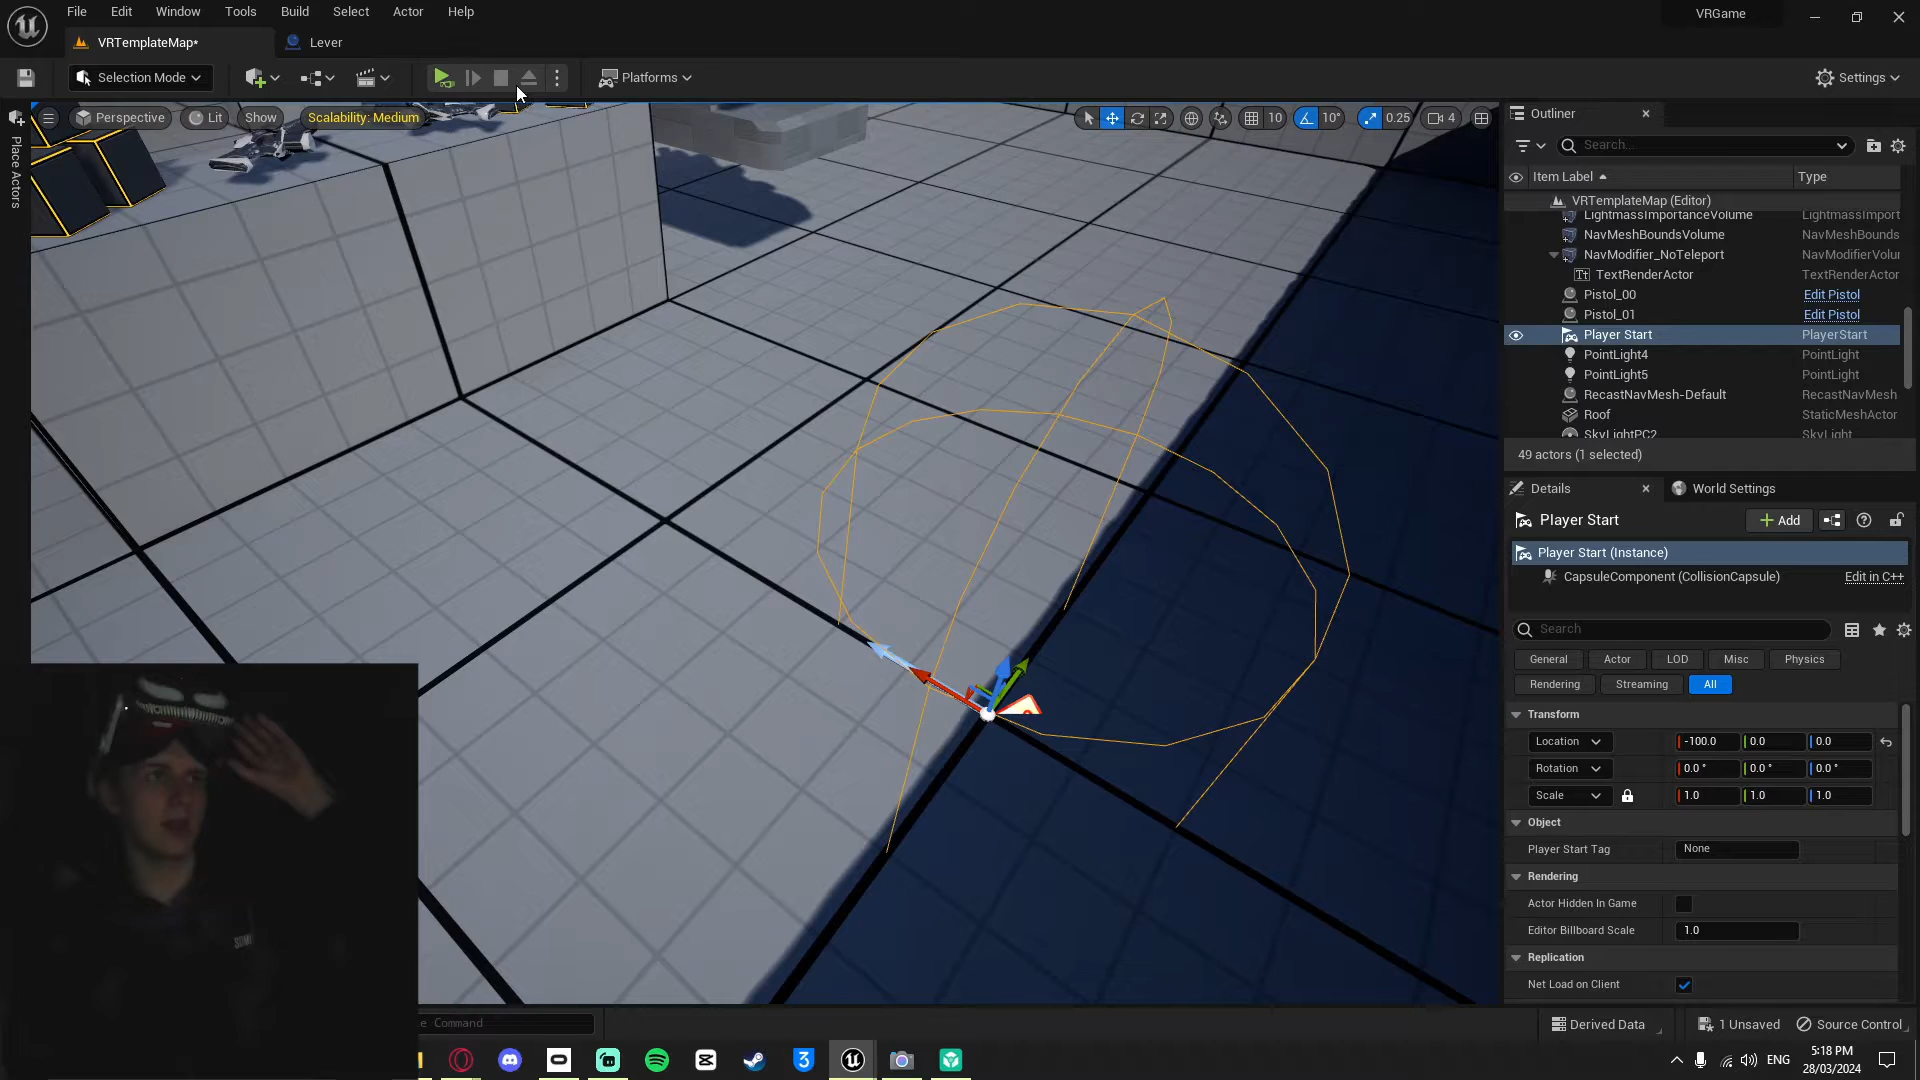 File Edit Window Tools Build Select Actor Help
VRGame
VRTemplateMap*
Lever
Selection Mode
Platforms
Settings
Place Actors
Perspective
Lit
Show
Scalability: Medium
10
10°
0.25
4
Outliner
Search...
Item Label
Type
VRTemplateMap (Editor)
LightmassImportanceVolume LightmassImport
NavMeshBoundsVolume NavMeshBounds
NavModifier_NoTeleport NavModifierVolur
Tt TextRenderActor TextRenderActor
Pistol_00 Edit Pistol
Pistol_01 Edit Pistol
Player Start PlayerStart
PointLight4 PointLight
PointLight5 PointLight
RecastNavMesh-Default RecastNavMesh
Roof StaticMeshActor
SkyLightPC2 SkyLight
49 actors (1 selected)
Details
World Settings
Player Start
Add
Player Start (Instance)
CapsuleComponent (CollisionCapsule) Edit in C++
Search
General Actor LOD Misc Physics
Rendering Streaming All
Transform
Location -100.0 0.0 0.0
Rotation 0.0 ° 0.0 ° 0.0 °
Scale 1.0 1.0 1.0
Object
Player Start Tag None
Rendering
Actor Hidden In Game
Editor Billboard Scale 1.0
Replication
Net Load on Client
e Command
Derived Data
1 Unsaved
Source Control
ENG
5:18 PM
28/03/2024